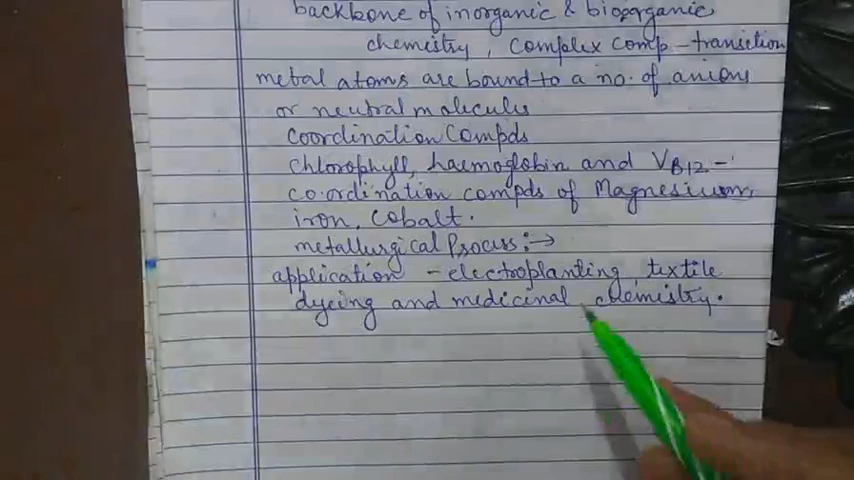 backbone of inorganic & bioorganic
chemistry, complex comp - transition
metal atoms are bound to a no. of anions
or neutral molecules
Coordination Compds
Chlorophyll, haemoglobin and VB12 -
co-ordination compds of Magnesium,
iron, cobalt.
metallurgical Process :→
application - electroplanting, textile
dyeing and medicinal chemistry.